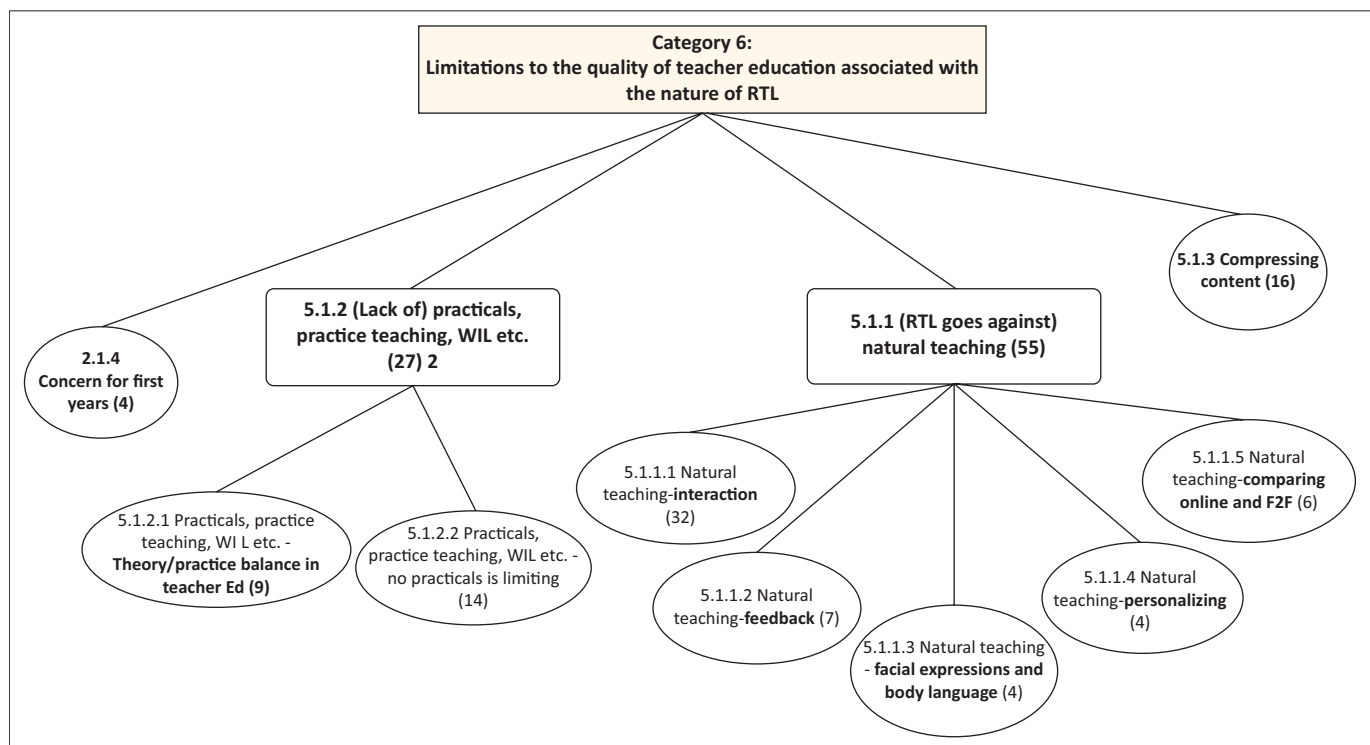 Category 6:
Limitations to the quality of teacher education associated with
the nature of RTL
5.1.3 Compressing
content (16)
5.1.2 (Lack of) practicals,
practice teaching, WIL etc.
(27) 2
5.1.1 (RTL goes against)
natural teaching (55)
2.1.4
Concern for first
years (4)
5.1.2.1 Practicals, practice
teaching, WI L etc. -
Theory/practice balance in
teacher Ed (9)
5.1.2.2 Practicals,
practice teaching, WIL etc. -
no practicals is limiting
(14)
5.1.1.1 Natural
teaching-interaction
(32)
5.1.1.2 Natural
teaching-feedback (7)
5.1.1.3 Natural teaching
- facial expressions and
body language (4)
5.1.1.4 Natural
teaching-personalizing
(4)
5.1.1.5 Natural
teaching-comparing
online and F2F (6)